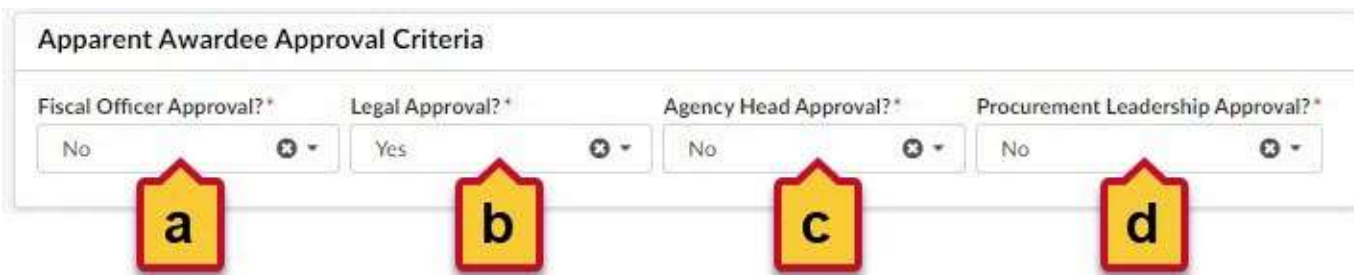 Apparent Awardee Approval Criteria
Fiscal Officer Approval?* Legal Approval?* Agency Head Approval?* Procurement Leadership Approval?*
No Yes No No
a b c d